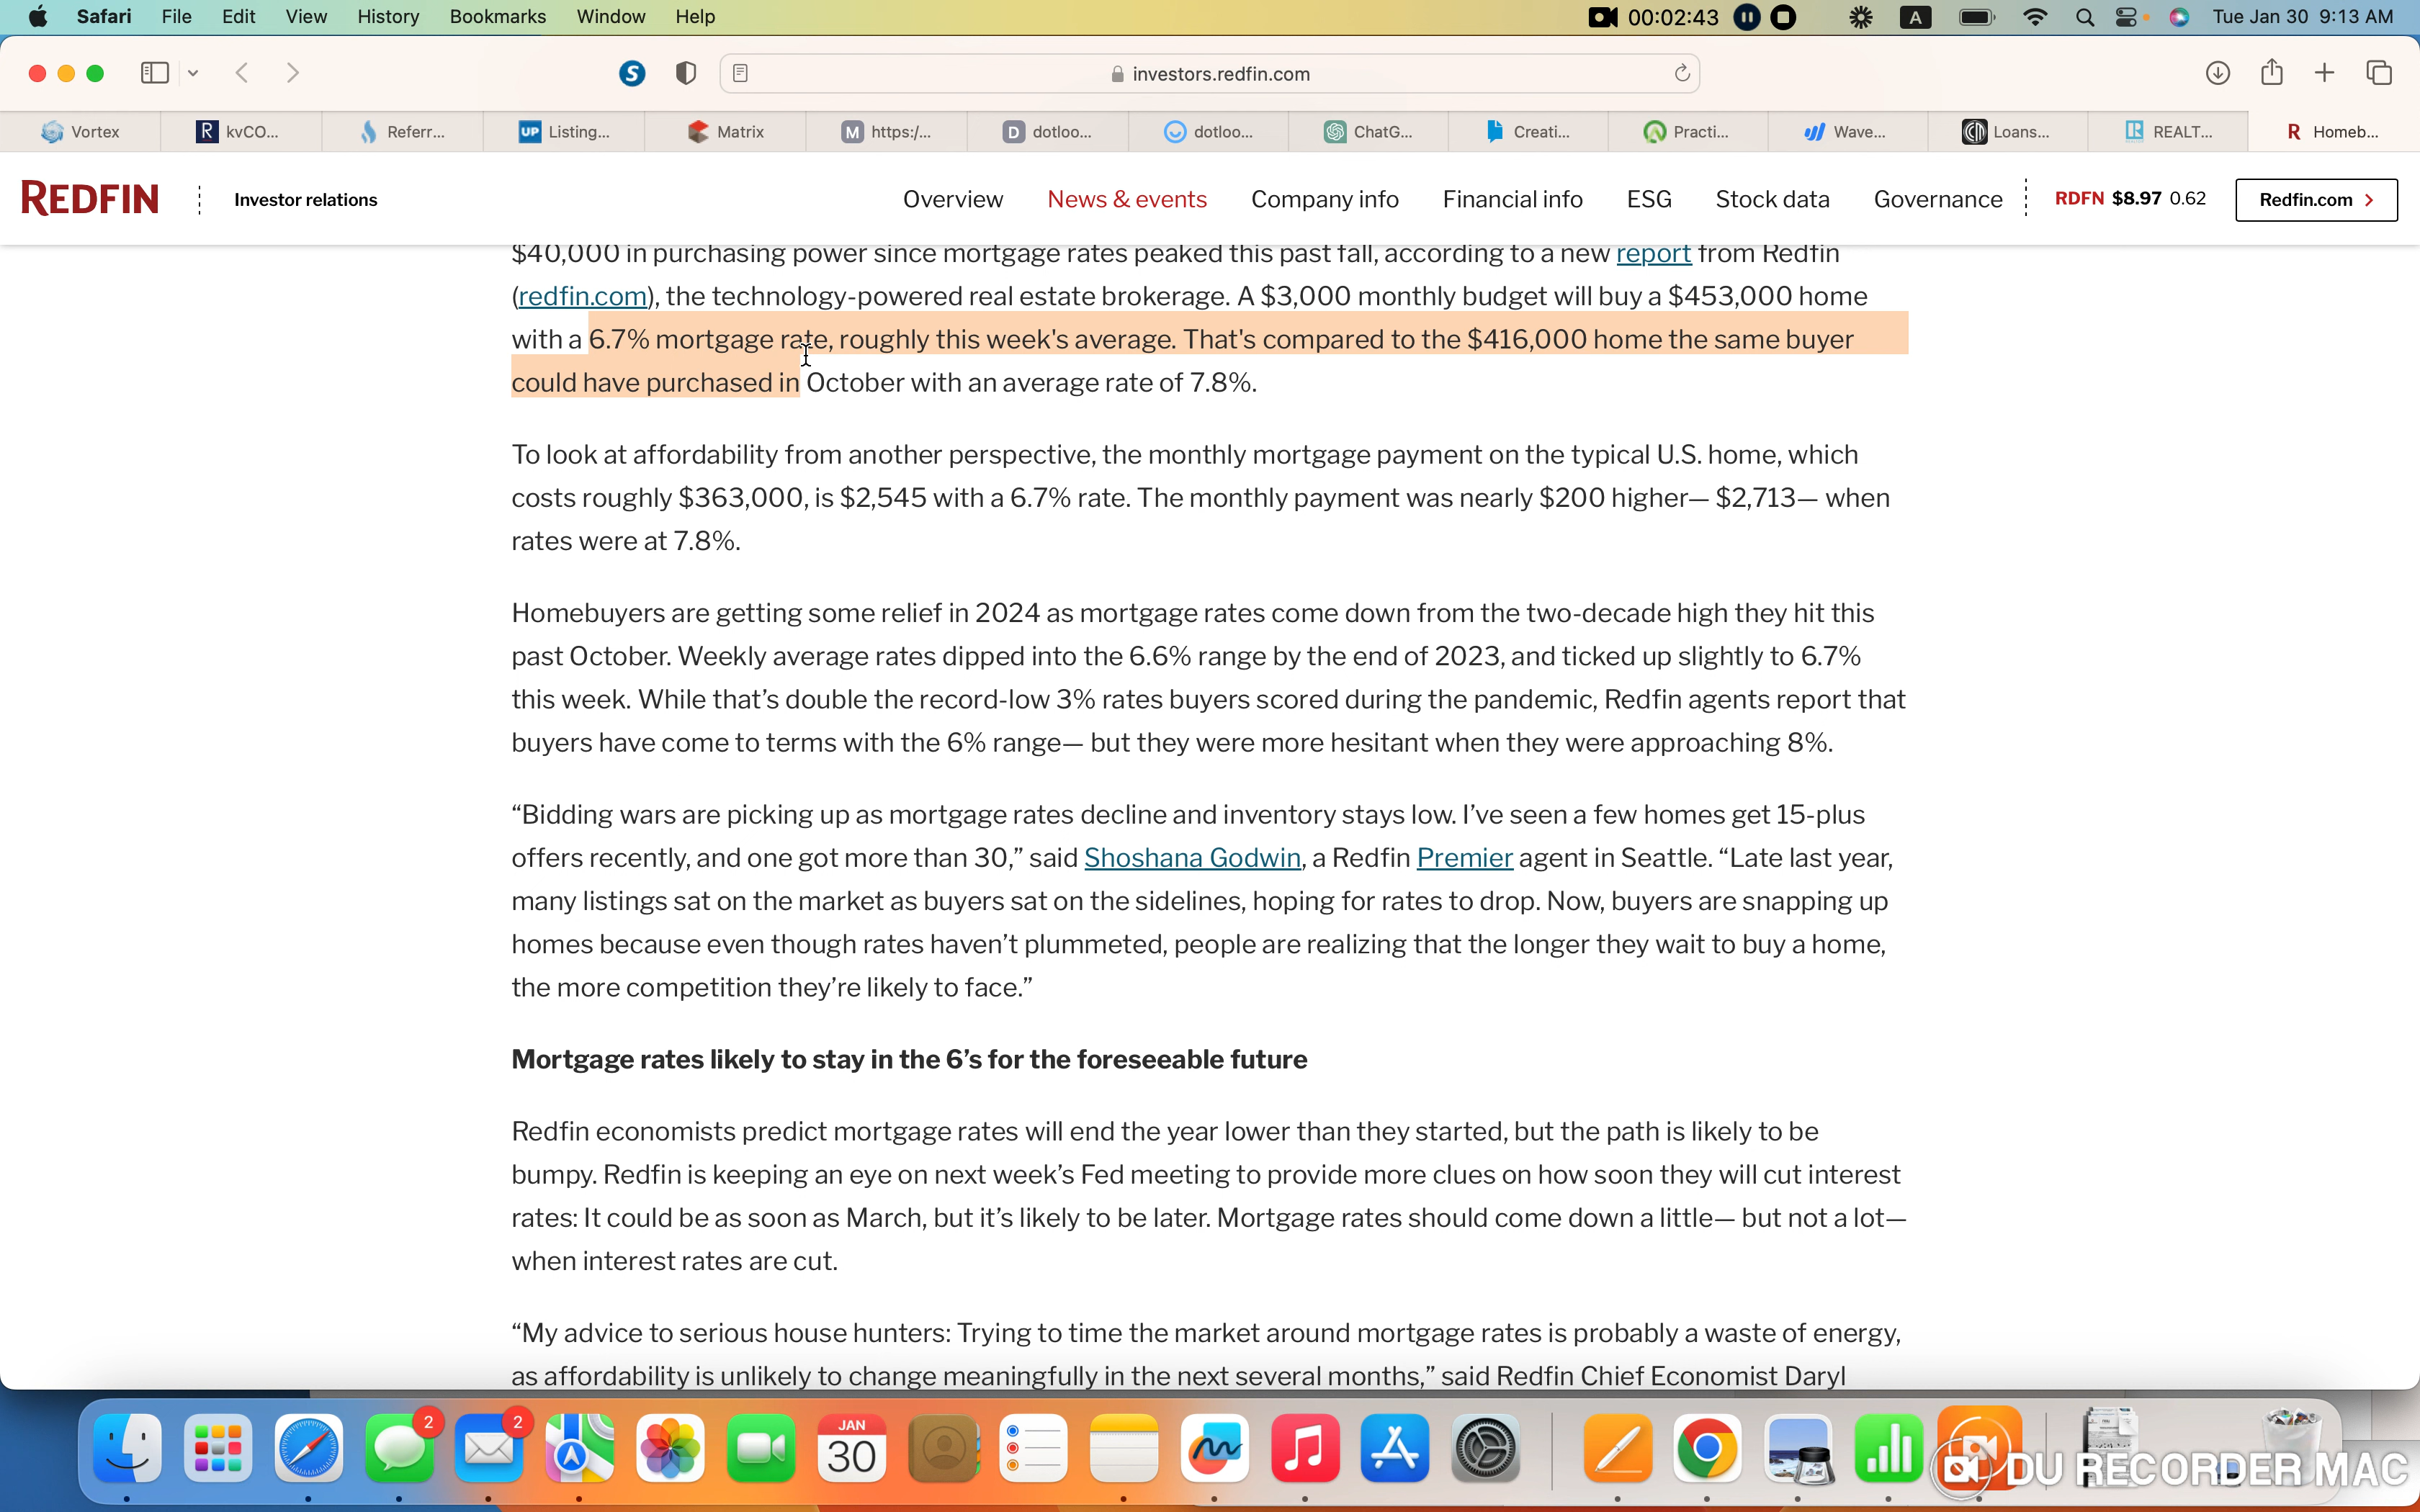 Safari File Edit View History Bookmarks Window Help 00:02:43 A Tue Jan 30 9:13 AM
S investors.redfin.com
Vortex R kvCO... Referr... UP Listing... Matrix M https:/... D dotloo... dotloo... ChatG... Creati... Practi... Wave... Loans... REALT... R Homeb...
REDFIN Investor relations Overview News & events Company info Financial info ESG Stock data Governance RDFN $8.97 0.62 Redfin.com
$40,000 in purchasing power since mortgage rates peaked this past fall, according to a new report from Redfin
(redfin.com), the technology-powered real estate brokerage. A $3,000 monthly budget will buy a $453,000 home
with a 6.7% mortgage rate, roughly this week's average. That's compared to the $416,000 home the same buyer
could have purchased in October with an average rate of 7.8%.
To look at affordability from another perspective, the monthly mortgage payment on the typical U.S. home, which
costs roughly $363,000, is $2,545 with a 6.7% rate. The monthly payment was nearly $200 higher— $2,713— when
rates were at 7.8%.
Homebuyers are getting some relief in 2024 as mortgage rates come down from the two-decade high they hit this
past October. Weekly average rates dipped into the 6.6% range by the end of 2023, and ticked up slightly to 6.7%
this week. While that’s double the record-low 3% rates buyers scored during the pandemic, Redfin agents report that
buyers have come to terms with the 6% range— but they were more hesitant when they were approaching 8%.
“Bidding wars are picking up as mortgage rates decline and inventory stays low. I’ve seen a few homes get 15-plus
offers recently, and one got more than 30,” said Shoshana Godwin, a Redfin Premier agent in Seattle. “Late last year,
many listings sat on the market as buyers sat on the sidelines, hoping for rates to drop. Now, buyers are snapping up
homes because even though rates haven’t plummeted, people are realizing that the longer they wait to buy a home,
the more competition they’re likely to face.”
Mortgage rates likely to stay in the 6’s for the foreseeable future
Redfin economists predict mortgage rates will end the year lower than they started, but the path is likely to be
bumpy. Redfin is keeping an eye on next week’s Fed meeting to provide more clues on how soon they will cut interest
rates: It could be as soon as March, but it’s likely to be later. Mortgage rates should come down a little— but not a lot—
when interest rates are cut.
“My advice to serious house hunters: Trying to time the market around mortgage rates is probably a waste of energy,
as affordability is unlikely to change meaningfully in the next several months,” said Redfin Chief Economist Daryl
2 2 JAN 30
DU RECORDER MAC